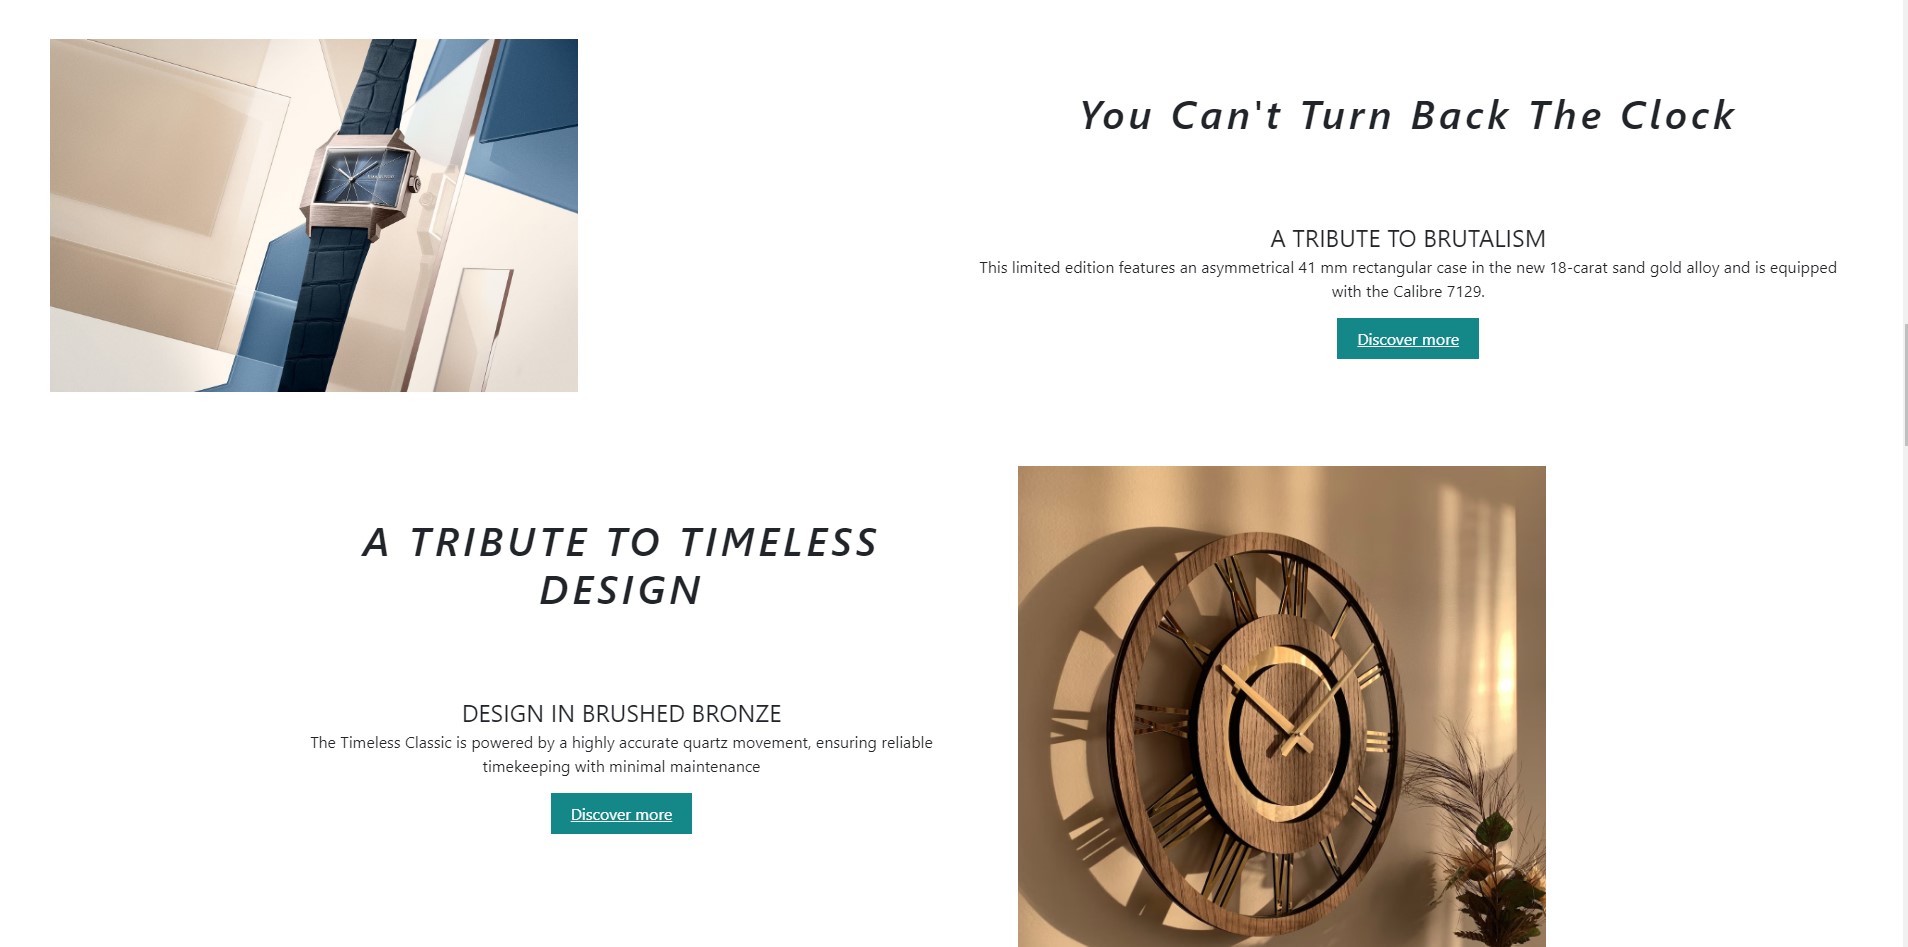 You Can't Turn Back The Clock
A TRIBUTE TO BRUTALISM
This limited edition features an asymmetrical 41 mm rectangular case in the new 18-carat sand gold alloy and is equipped
with the Calibre 7129.
Discover more
A TRIBUTE TO TIMELESS
DESIGN
DESIGN IN BRUSHED BRONZE
The Timeless Classic is powered by a highly accurate quartz movement, ensuring reliable
timekeeping with minimal maintenance
Discover more